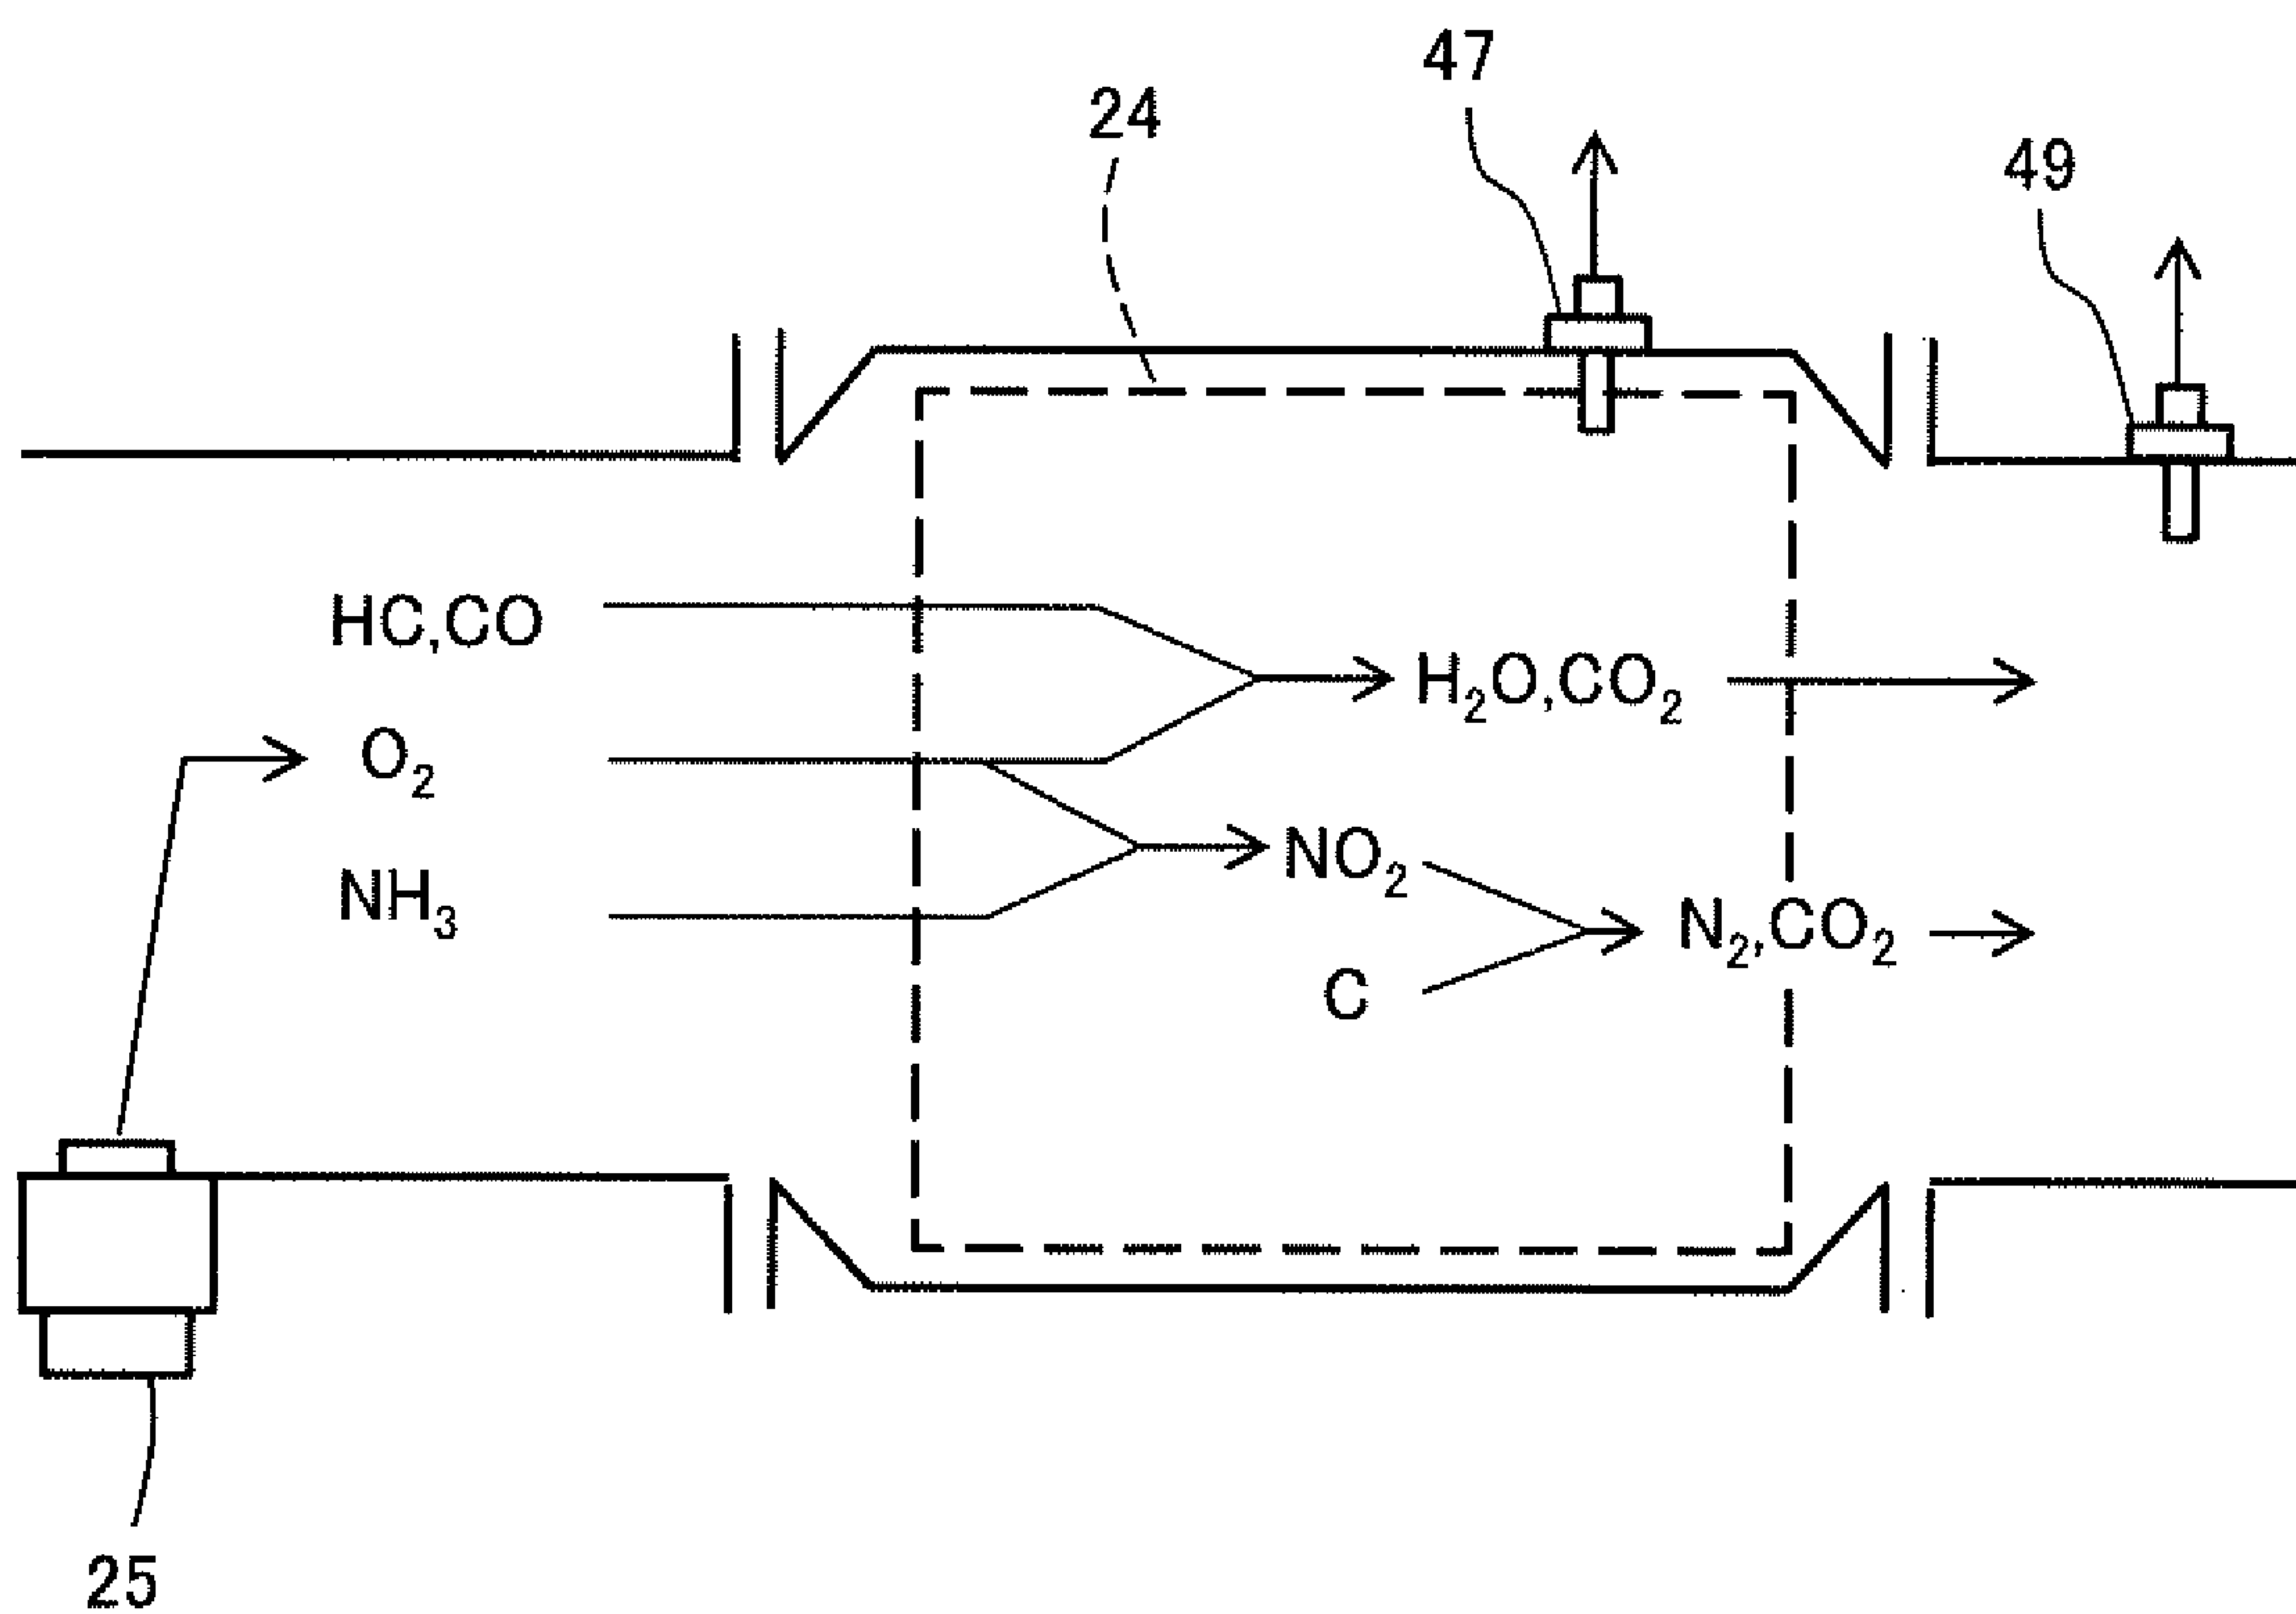 47
24
49
HC,CO
H₂O,CO₂
O₂
NO₂
NH₃
N₂,CO₂
C
25